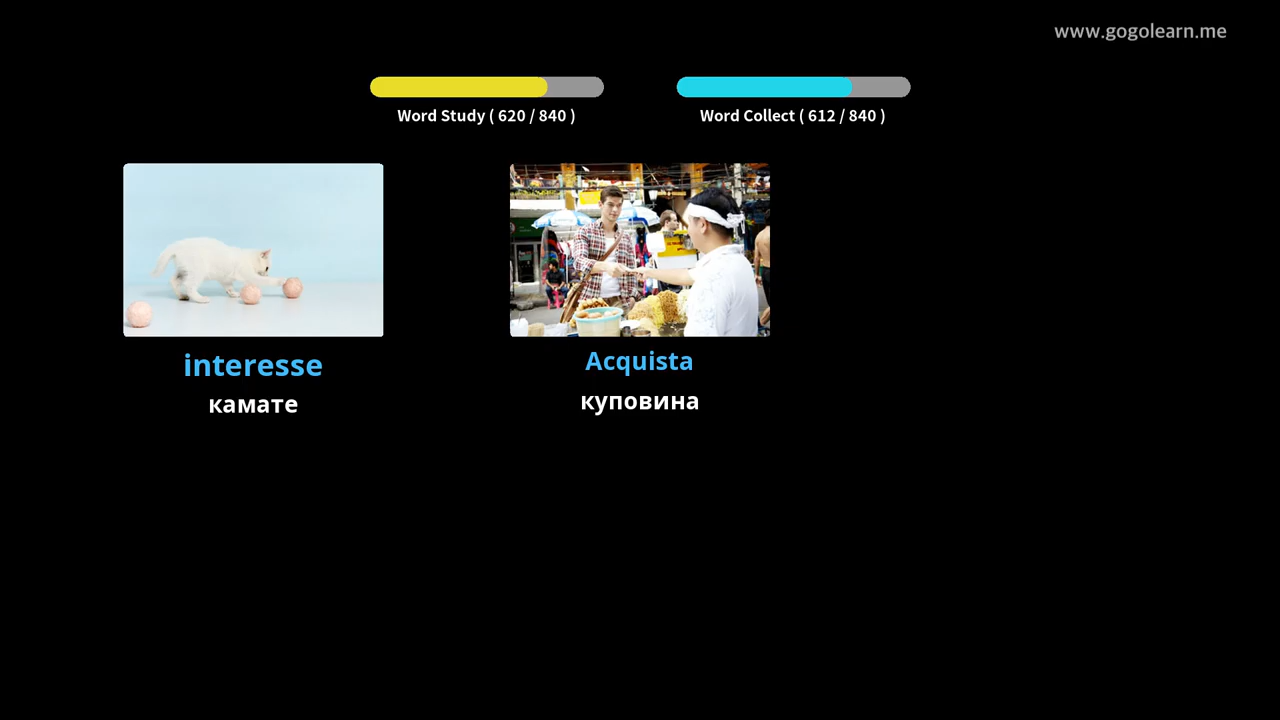 www.gogolearn.me
Word Study ( 620 / 840 )
Word Collect ( 612 / 840 )
interesse
камате
Acquista
куповина